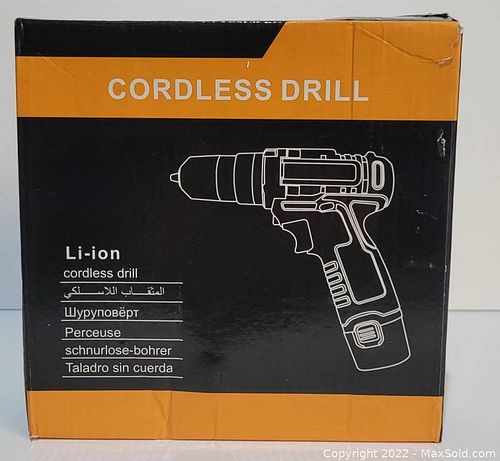 CORDLESS DRILL
Li-ion
cordless drill
المثقاب اللاسلكي
Шуруповёрт
Perceuse
schnurlose-bohrer
Taladro sin cuerda
Copyright 2022 - MaxSold.com